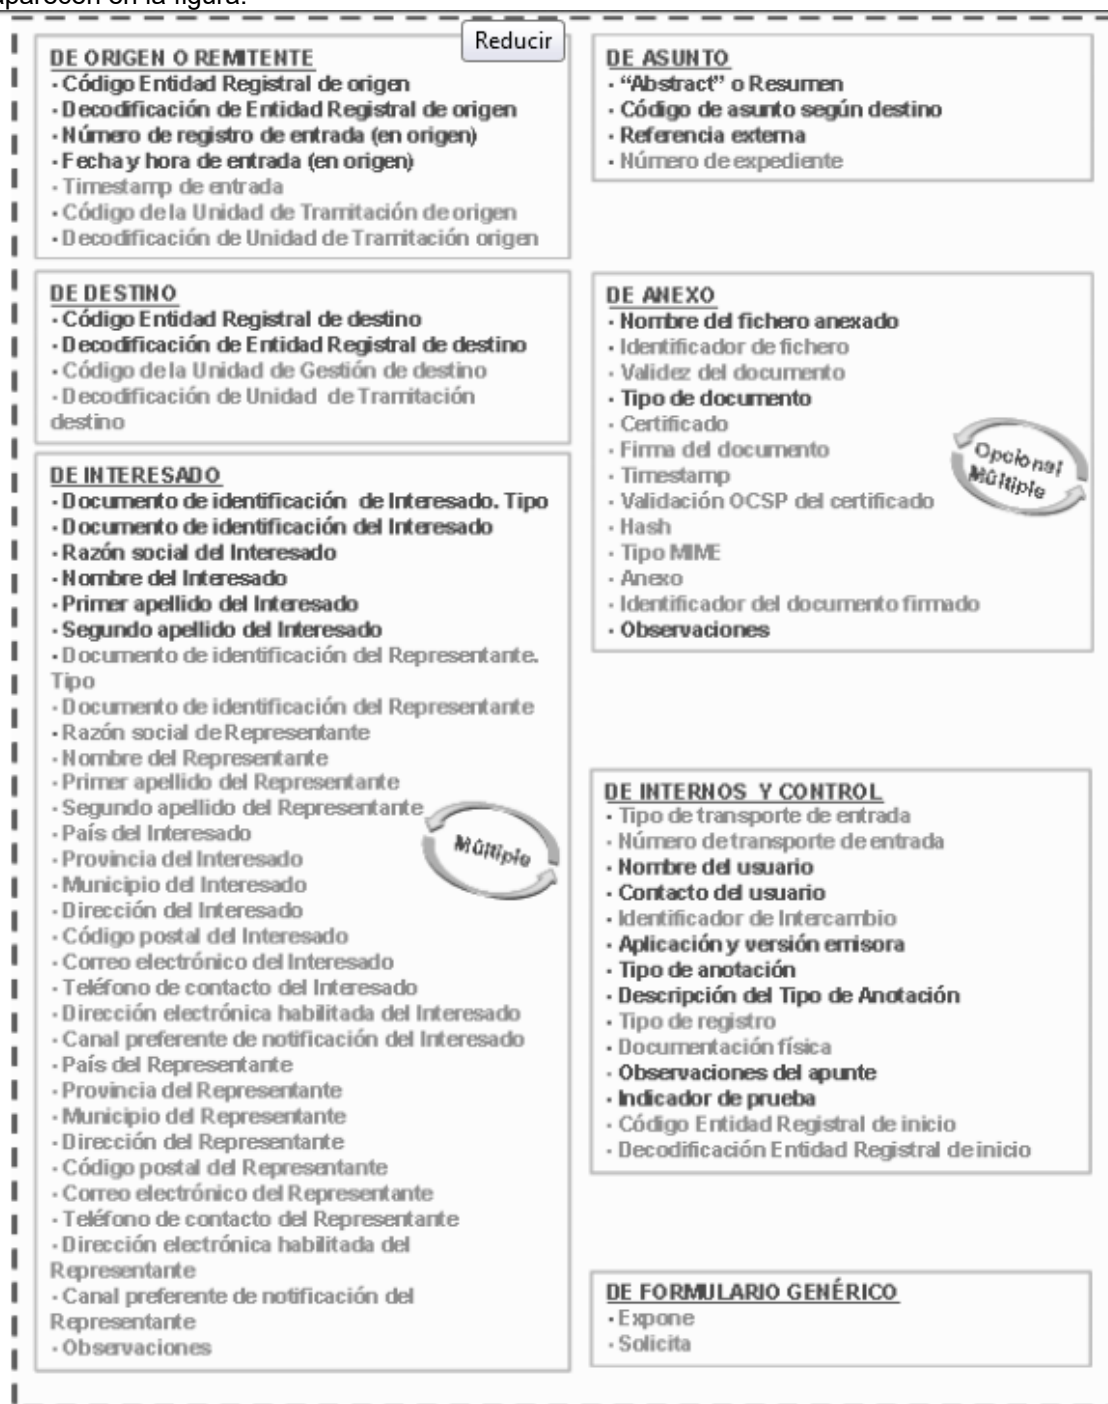 aparecen en la figura.
Reducir
DE ORIGEN O REMITENTE
· Código Entidad Registral de origen
· Decodificación de Entidad Registral de origen
· Número de registro de entrada (en origen)
· Fecha y hora de entrada (en origen)
· Timestamp de entrada
· Código de la Unidad de Tramitación de origen
· Decodificación de Unidad de Tramitación origen
DE DESTINO
· Código Entidad Registral de destino
· Decodificación de Entidad Registral de destino
· Código de la Unidad de Gestión de destino
· Decodificación de Unidad de Tramitación
destino
DE INTERESADO
· Documento de identificación de Interesado. Tipo
· Documento de identificación del Interesado
· Razón social del Interesado
· Nombre del Interesado
· Primer apellido del Interesado
· Segundo apellido del Interesado
· Documento de identificación del Representante.
Tipo
· Documento de identificación del Representante
· Razón social de Representante
· Nombre del Representante
· Primer apellido del Representante
· Segundo apellido del Representante
· País del Interesado
· Provincia del Interesado
· Municipio del Interesado
· Dirección del Interesado
· Código postal del Interesado
· Correo electrónico del Interesado
· Teléfono de contacto del Interesado
· Dirección electrónica habilitada del Interesado
· Canal preferente de notificación del Interesado
· País del Representante
· Provincia del Representante
· Municipio del Representante
· Dirección del Representante
· Código postal del Representante
· Correo electrónico del Representante
· Teléfono de contacto del Representante
· Dirección electrónica habilitada del
Representante
· Canal preferente de notificación del
Representante
· Observaciones
Múltiple
DE ASUNTO
· “Abstract” o Resumen
· Código de asunto según destino
· Referencia externa
· Número de expediente
DE ANEXO
· Nombre del fichero anexado
· Identificador de fichero
· Validez del documento
· Tipo de documento
· Certificado
· Firma del documento
· Timestamp
· Validación OCSP del certificado
· Hash
· Tipo MIME
· Anexo
· Identificador del documento firmado
· Observaciones
Opcional
Múltiple
DE INTERNOS Y CONTROL
· Tipo de transporte de entrada
· Número de transporte de entrada
· Nombre del usuario
· Contacto del usuario
· Identificador de Intercambio
· Aplicación y versión emisora
· Tipo de anotación
· Descripción del Tipo de Anotación
· Tipo de registro
· Documentación física
· Observaciones del apunte
· Indicador de prueba
· Código Entidad Registral de inicio
· Decodificación Entidad Registral de inicio
DE FORMULARIO GENÉRICO
· Expone
· Solicita